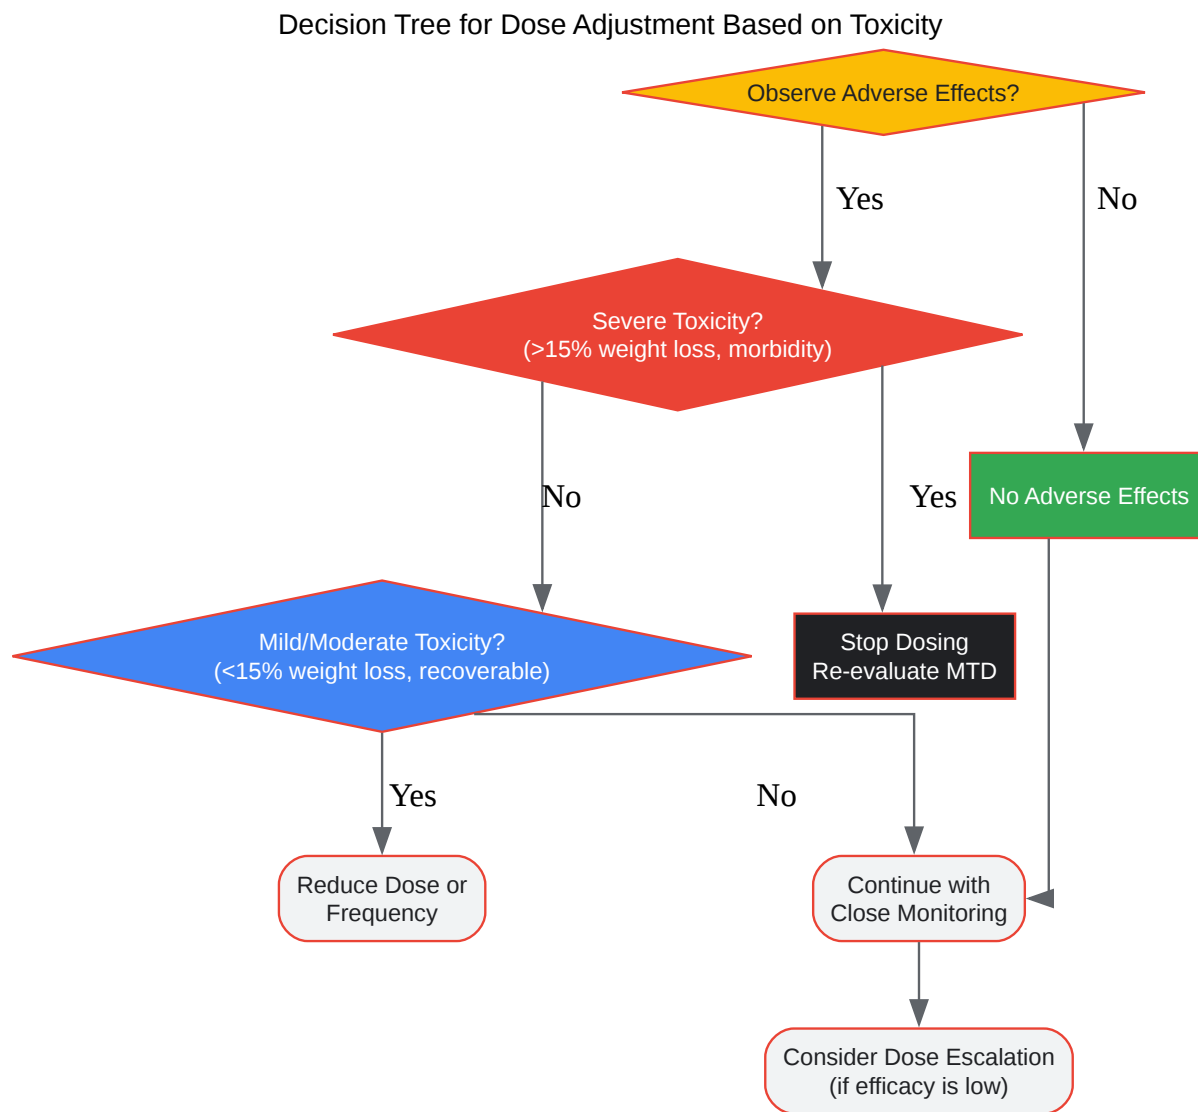 Decision Tree for Dose Adjustment Based on Toxicity
Observe Adverse Effects?
Yes
No
Severe Toxicity?
(>15% weight loss, morbidity)
No
Yes
No Adverse Effects
Mild/Moderate Toxicity?
(<15% weight loss, recoverable)
Stop Dosing
Re-evaluate MTD
Yes
No
Reduce Dose or
Frequency
Continue with
Close Monitoring
Consider Dose Escalation
(if efficacy is low)